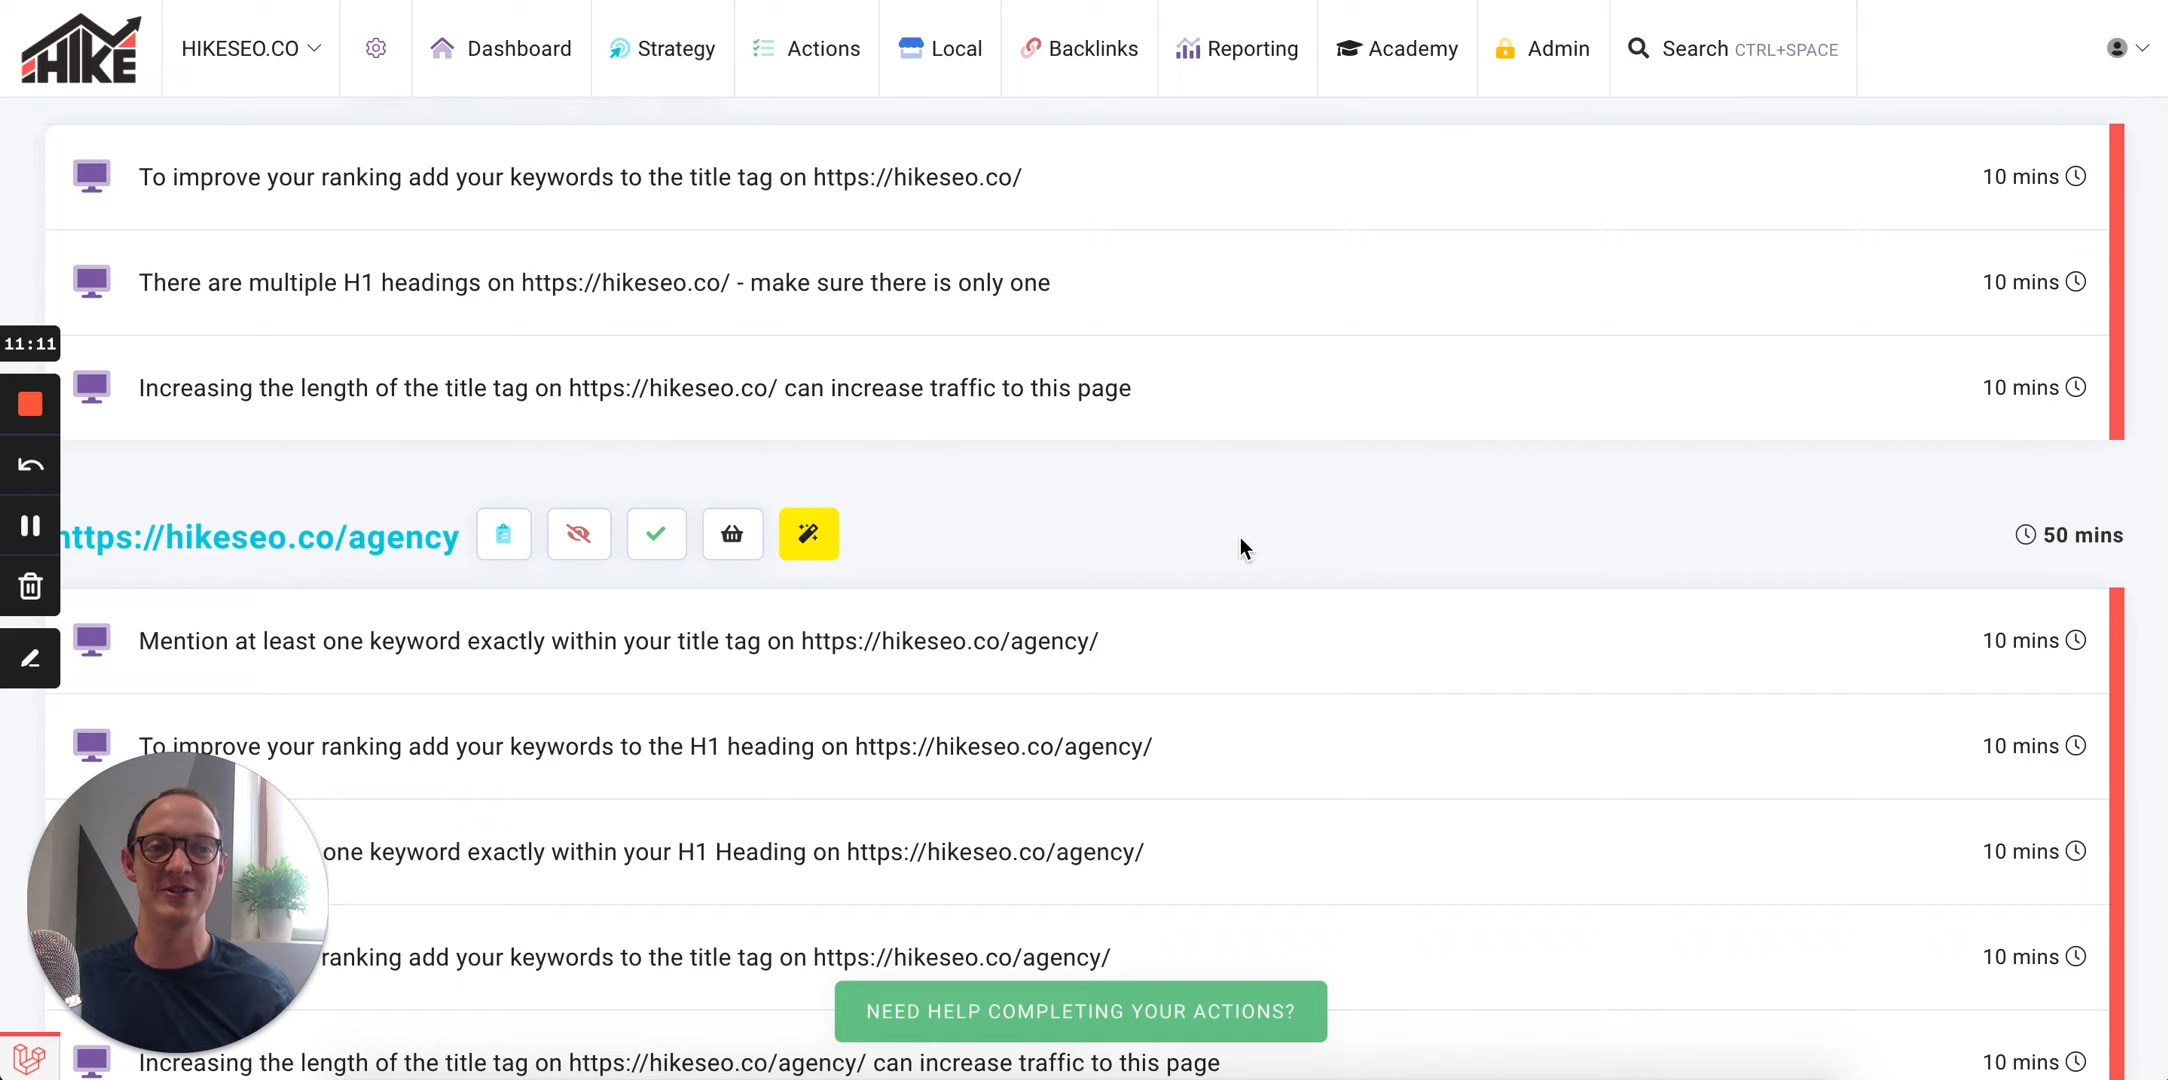 HIKE
HIKESEO.CO
Dashboard
Strategy
Actions
Local
Backlinks
Reporting
Academy
Admin
Search CTRL+SPACE
To improve your ranking add your keywords to the title tag on https://hikeseo.co/
10 mins
There are multiple H1 headings on https://hikeseo.co/ - make sure there is only one
10 mins
11:11
Increasing the length of the title tag on https://hikeseo.co/ can increase traffic to this page
10 mins
https://hikeseo.co/agency
50 mins
Mention at least one keyword exactly within your title tag on https://hikeseo.co/agency/
10 mins
To improve your ranking add your keywords to the H1 heading on https://hikeseo.co/agency/
10 mins
one keyword exactly within your H1 Heading on https://hikeseo.co/agency/
10 mins
ranking add your keywords to the title tag on https://hikeseo.co/agency/
10 mins
NEED HELP COMPLETING YOUR ACTIONS?
Increasing the length of the title tag on https://hikeseo.co/agency/ can increase traffic to this page
10 mins